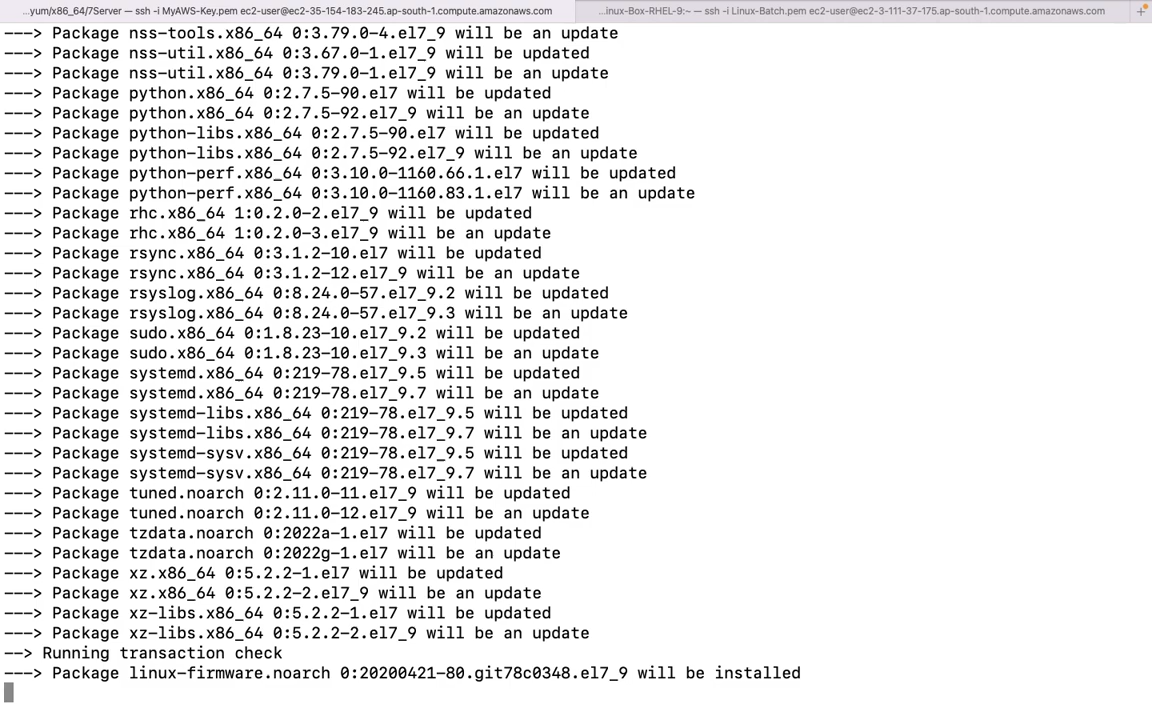 ...yum/x86_64/7Server — ssh -i MyAWS-Key.pem ec2-user@ec2-35-154-183-245.ap-south-1.compute.amazonaws.com
...inux-Box-RHEL-9:~ — ssh -i Linux-Batch.pem ec2-user@ec2-3-111-37-175.ap-south-1.compute.amazonaws.com
+
---> Package nss-tools.x86_64 0:3.79.0-4.el7_9 will be an update
---> Package nss-util.x86_64 0:3.67.0-1.el7_9 will be updated
---> Package nss-util.x86_64 0:3.79.0-1.el7_9 will be an update
---> Package python.x86_64 0:2.7.5-90.el7 will be updated
---> Package python.x86_64 0:2.7.5-92.el7_9 will be an update
---> Package python-libs.x86_64 0:2.7.5-90.el7 will be updated
---> Package python-libs.x86_64 0:2.7.5-92.el7_9 will be an update
---> Package python-perf.x86_64 0:3.10.0-1160.66.1.el7 will be updated
---> Package python-perf.x86_64 0:3.10.0-1160.83.1.el7 will be an update
---> Package rhc.x86_64 1:0.2.0-2.el7_9 will be updated
---> Package rhc.x86_64 1:0.2.0-3.el7_9 will be an update
---> Package rsync.x86_64 0:3.1.2-10.el7 will be updated
---> Package rsync.x86_64 0:3.1.2-12.el7_9 will be an update
---> Package rsyslog.x86_64 0:8.24.0-57.el7_9.2 will be updated
---> Package rsyslog.x86_64 0:8.24.0-57.el7_9.3 will be an update
---> Package sudo.x86_64 0:1.8.23-10.el7_9.2 will be updated
---> Package sudo.x86_64 0:1.8.23-10.el7_9.3 will be an update
---> Package systemd.x86_64 0:219-78.el7_9.5 will be updated
---> Package systemd.x86_64 0:219-78.el7_9.7 will be an update
---> Package systemd-libs.x86_64 0:219-78.el7_9.5 will be updated
---> Package systemd-libs.x86_64 0:219-78.el7_9.7 will be an update
---> Package systemd-sysv.x86_64 0:219-78.el7_9.5 will be updated
---> Package systemd-sysv.x86_64 0:219-78.el7_9.7 will be an update
---> Package tuned.noarch 0:2.11.0-11.el7_9 will be updated
---> Package tuned.noarch 0:2.11.0-12.el7_9 will be an update
---> Package tzdata.noarch 0:2022a-1.el7 will be updated
---> Package tzdata.noarch 0:2022g-1.el7 will be an update
---> Package xz.x86_64 0:5.2.2-1.el7 will be updated
---> Package xz.x86_64 0:5.2.2-2.el7_9 will be an update
---> Package xz-libs.x86_64 0:5.2.2-1.el7 will be updated
---> Package xz-libs.x86_64 0:5.2.2-2.el7_9 will be an update
--> Running transaction check
---> Package linux-firmware.noarch 0:20200421-80.git78c0348.el7_9 will be installed